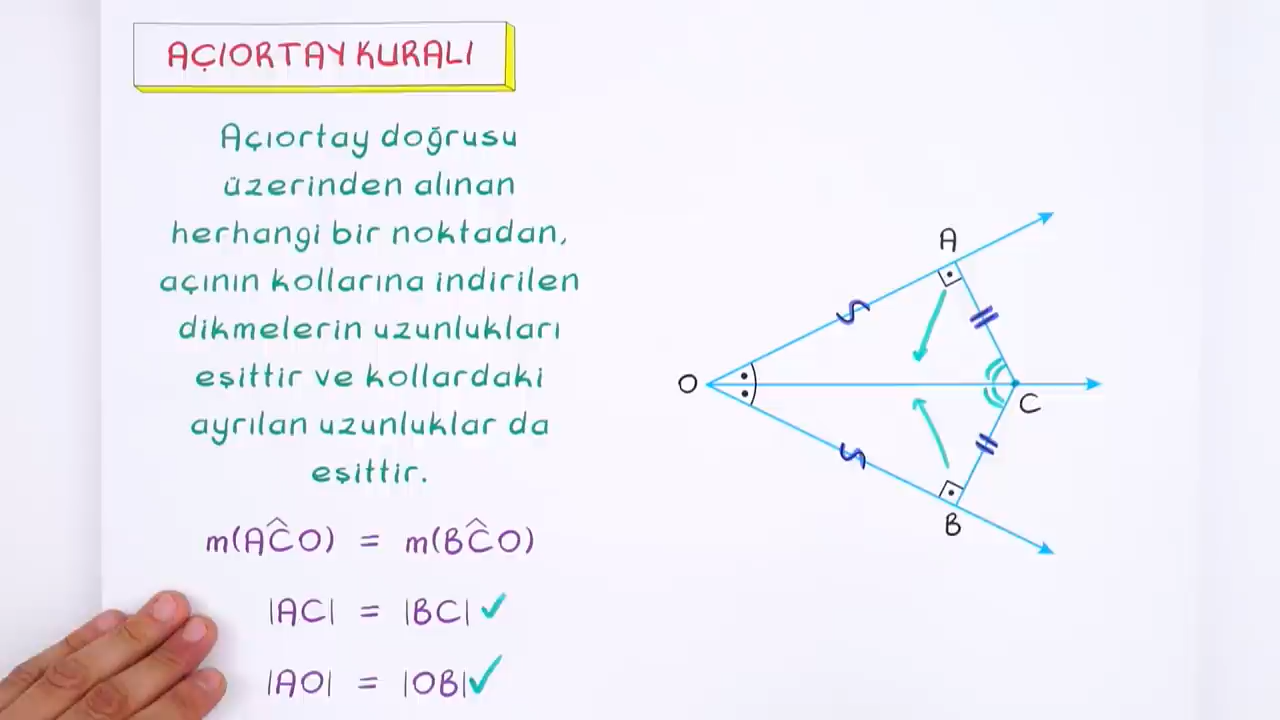 AÇIORTAY KURALI
Açıortay doğrusu
üzerinden alınan
herhangi bir noktadan,
açının kollarına indirilen
dikmelerin uzunlukları
eşittir ve kollardaki
ayrılan uzunluklar da
eşittir.
m(AĈO) = m(BĈO)
|AC| = |BC| ✓
|AO| = |OB| ✓
A
O
C
B